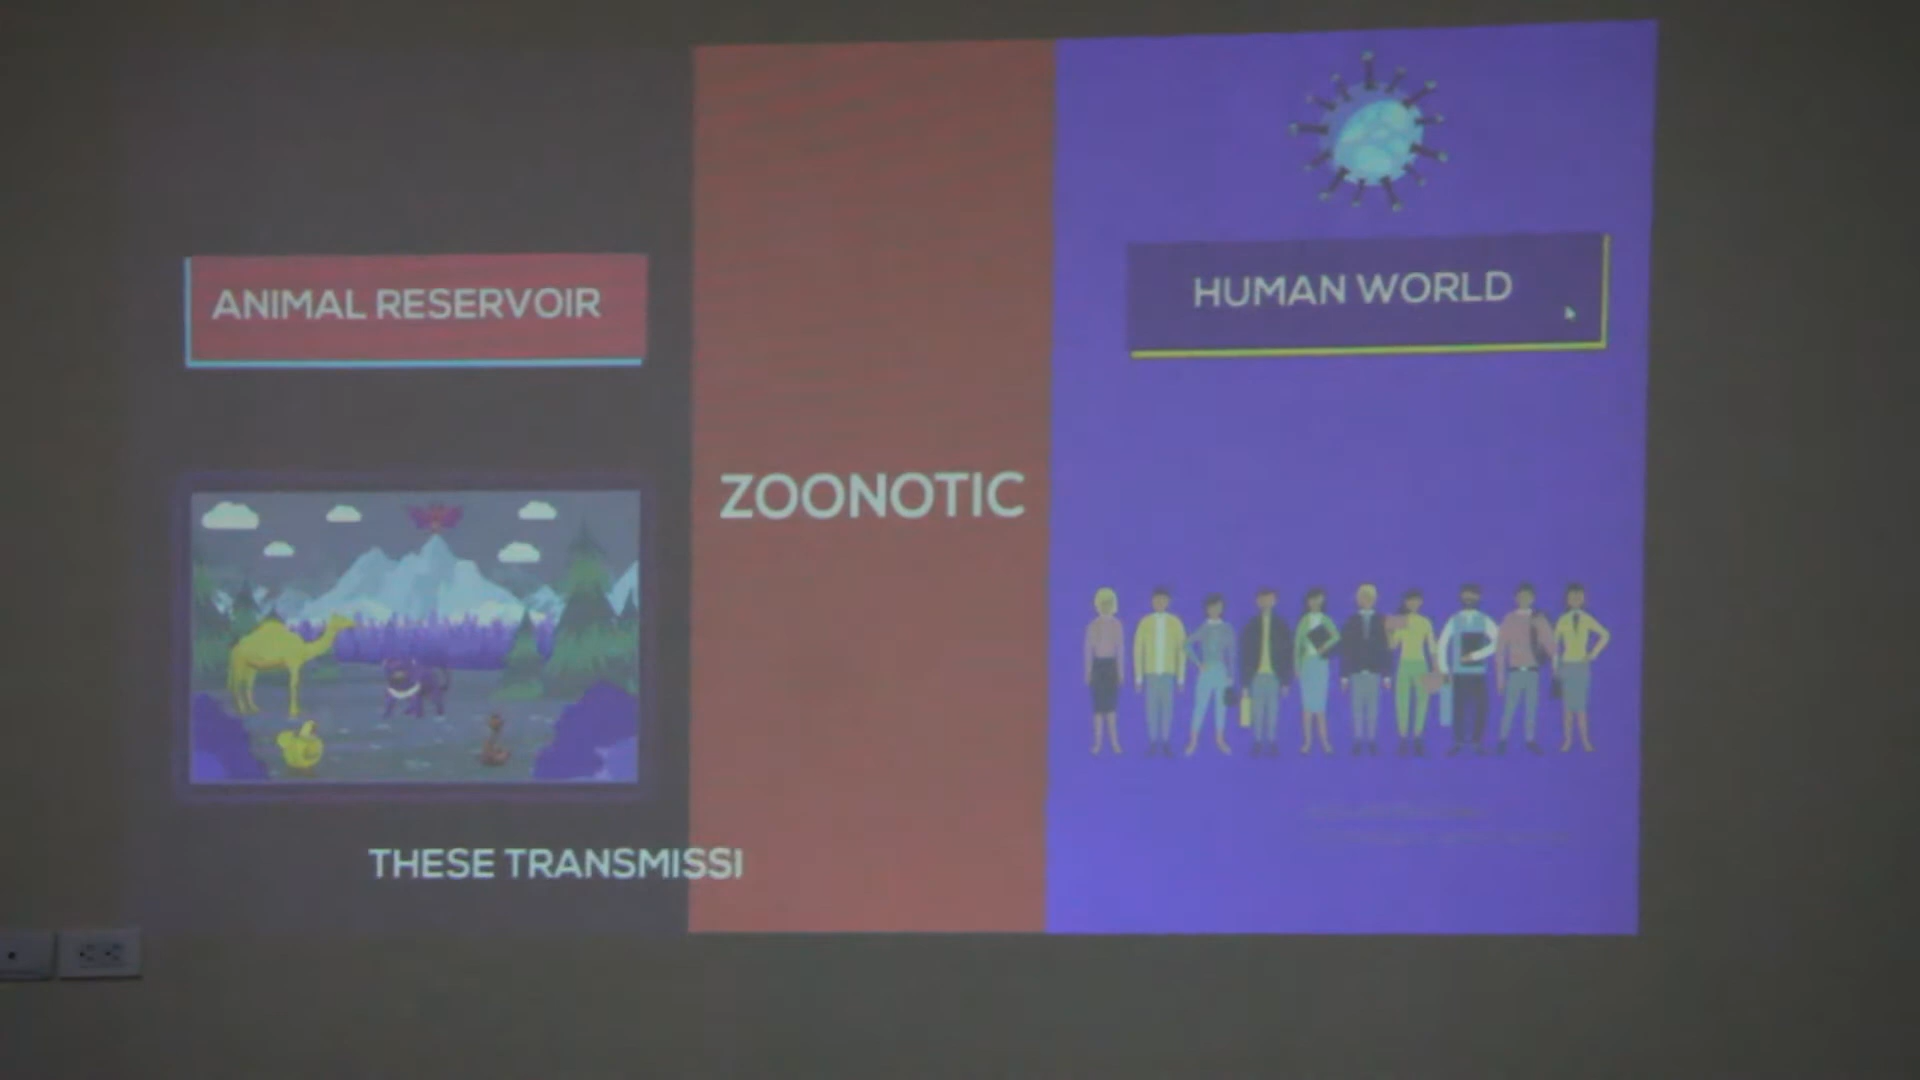 ANIMAL RESERVOIR
HUMAN WORLD
ZOONOTIC
THESE TRANSMISSI